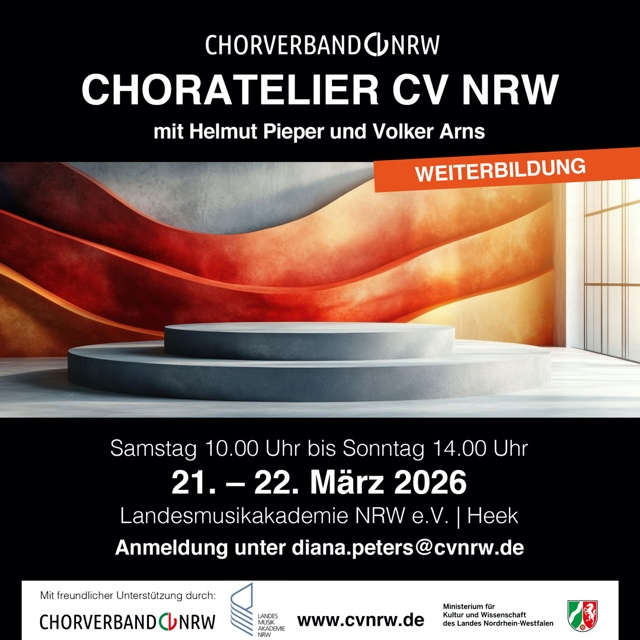 CHORVERBAND NRW
CHORATELIER CV NRW
mit Helmut Pieper und Volker Arns
WEITERBILDUNG
Samstag 10.00 Uhr bis Sonntag 14.00 Uhr
21. – 22. März 2026
Landesmusikakademie NRW e.V. | Heek
Anmeldung unter diana.peters@cvnrw.de
Mit freundlicher Unterstützung durch:
CHORVERBAND NRW
LANDES
MUSIK
AKADEMIE
NRW
www.cvnrw.de
Ministerium für
Kultur und Wissenschaft
des Landes Nordrhein-Westfalen